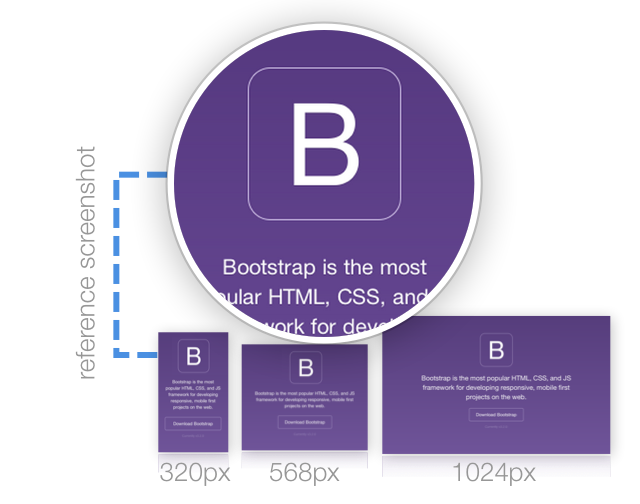 reference screenshot
B
Bootstrap is the most
pular HTML, CSS, and
work for devel
B
Bootstrap is the most
popular HTML, CSS, and JS
framework for developing
responsive, mobile first
projects on the web.
Download Bootstrap
B
Bootstrap is the most popular HTML, CSS, and JS
framework for developing responsive, mobile first
projects on the web.
Download Bootstrap
B
Bootstrap is the most popular HTML, CSS, and JS
framework for developing responsive, mobile first
projects on the web.
Download Bootstrap
320px
568px
1024px